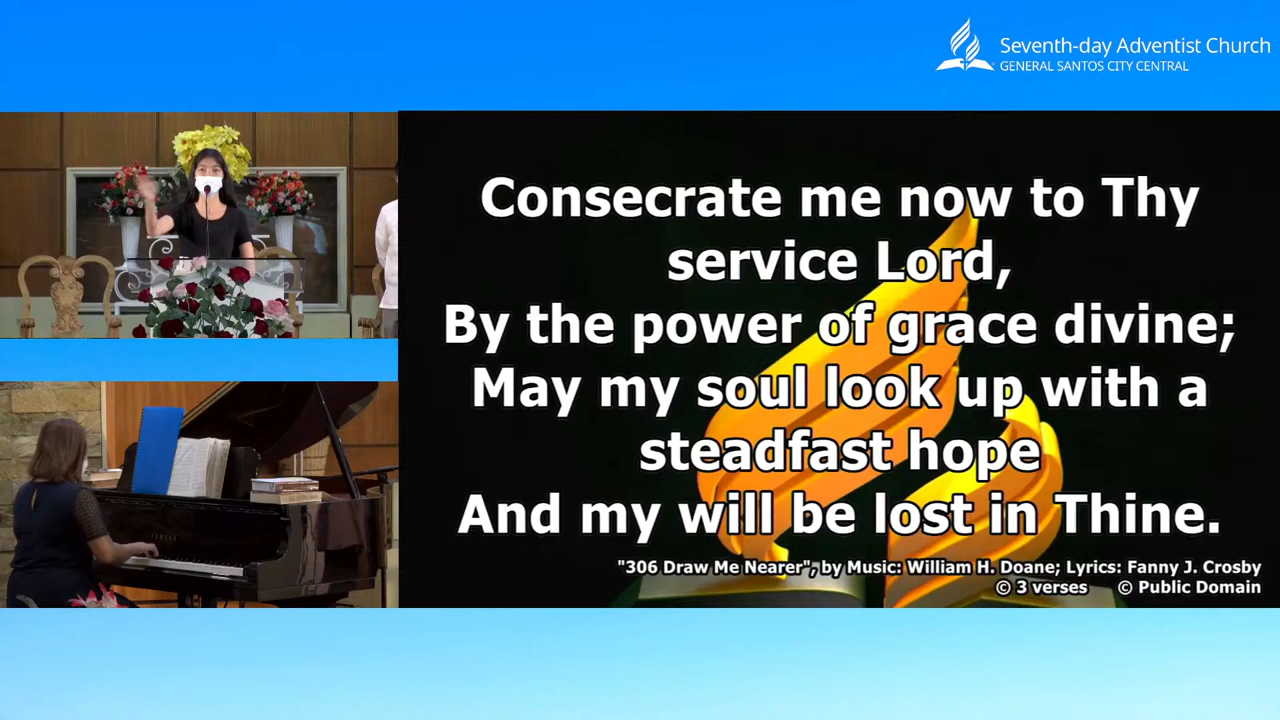 Seventh-day Adventist Church
GENERAL SANTOS CITY CENTRAL
Consecrate me now to Thy
service Lord,
By the power of grace divine;
May my soul look up with a
steadfast hope
And my will be lost in Thine.
"306 Draw Me Nearer", by Music: William H. Doane; Lyrics: Fanny J. Crosby
© 3 verses © Public Domain
YAMAHA